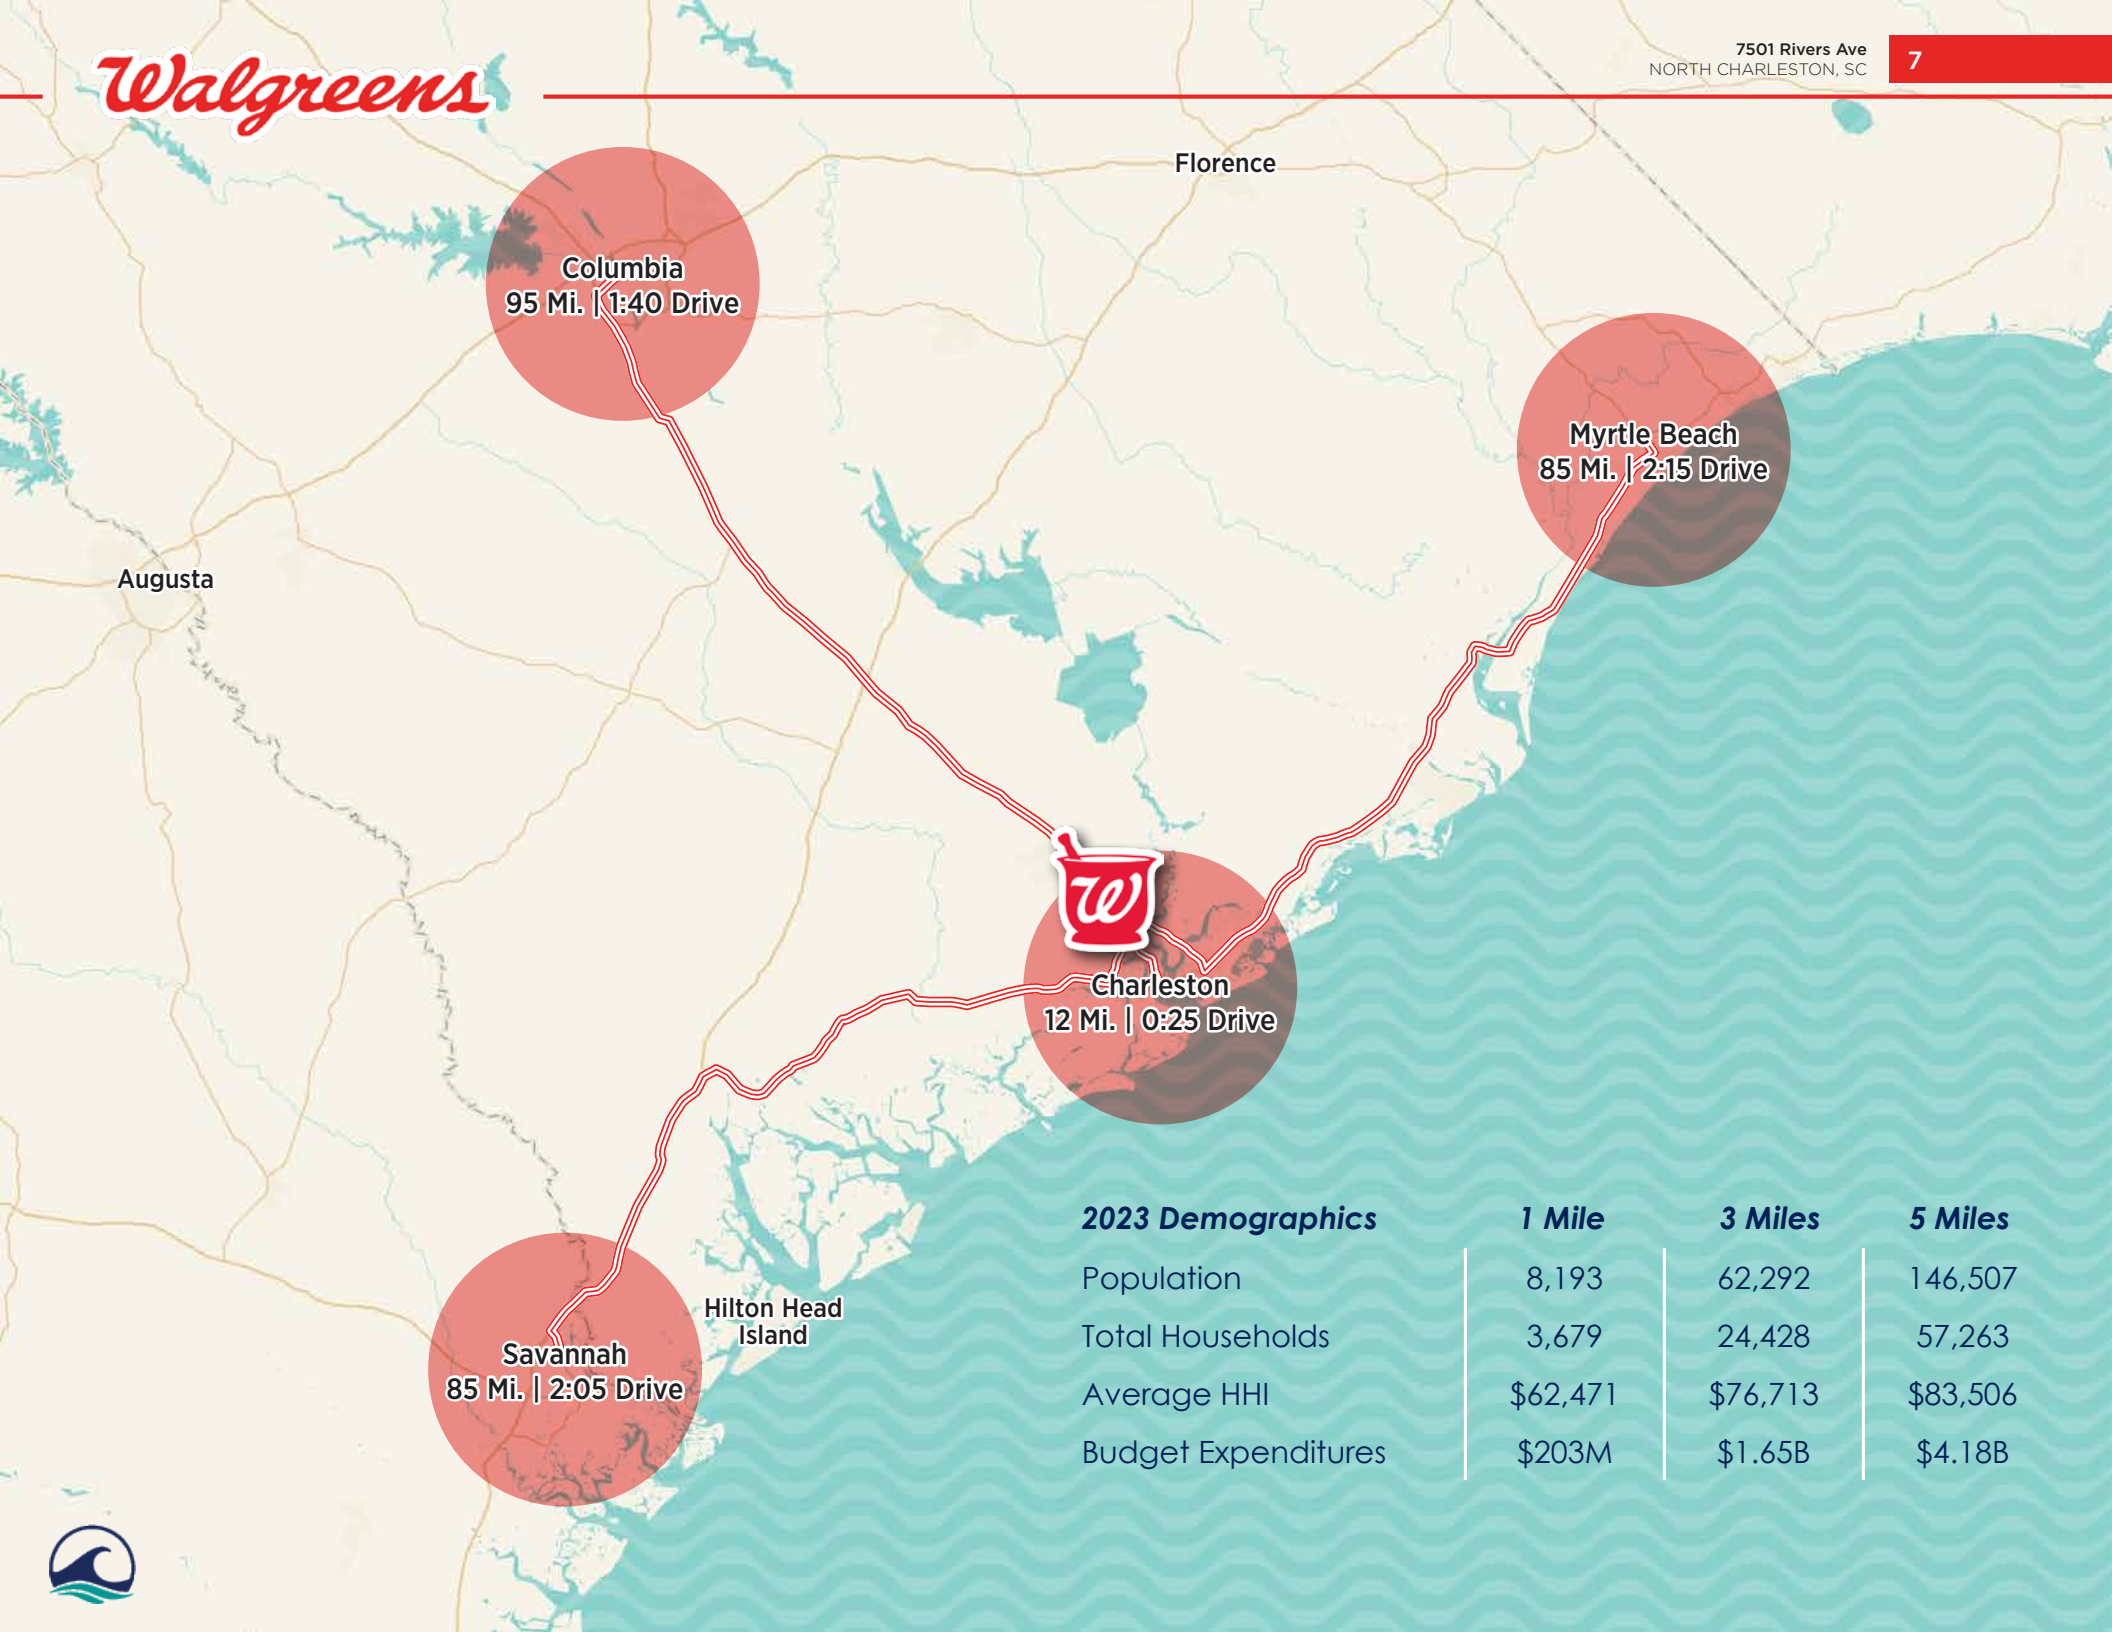 Walgreens
7501 Rivers Ave
NORTH CHARLESTON, SC
7
Florence
Columbia
95 Mi. | 1:40 Drive
Myrtle Beach
85 Mi. | 2:15 Drive
Augusta
W
Charleston
12 Mi. | 0:25 Drive
Hilton Head
Island
Savannah
85 Mi. | 2:05 Drive
2023 Demographics 1 Mile 3 Miles 5 Miles
Population 8,193 62,292 146,507
Total Households 3,679 24,428 57,263
Average HHI $62,471 $76,713 $83,506
Budget Expenditures $203M $1.65B $4.18B